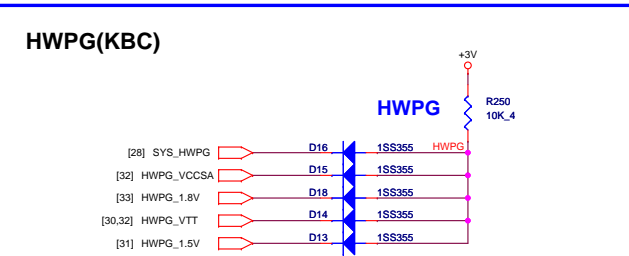 HWPG(KBC)
+3V
HWPG
R250
10K_4
[28] SYS_HWPG D16 1SS355 HWPG
[32] HWPG_VCCSA D15 1SS355
[33] HWPG_1.8V D18 1SS355
[30,32] HWPG_VTT D14 1SS355
[31] HWPG_1.5V D13 1SS355